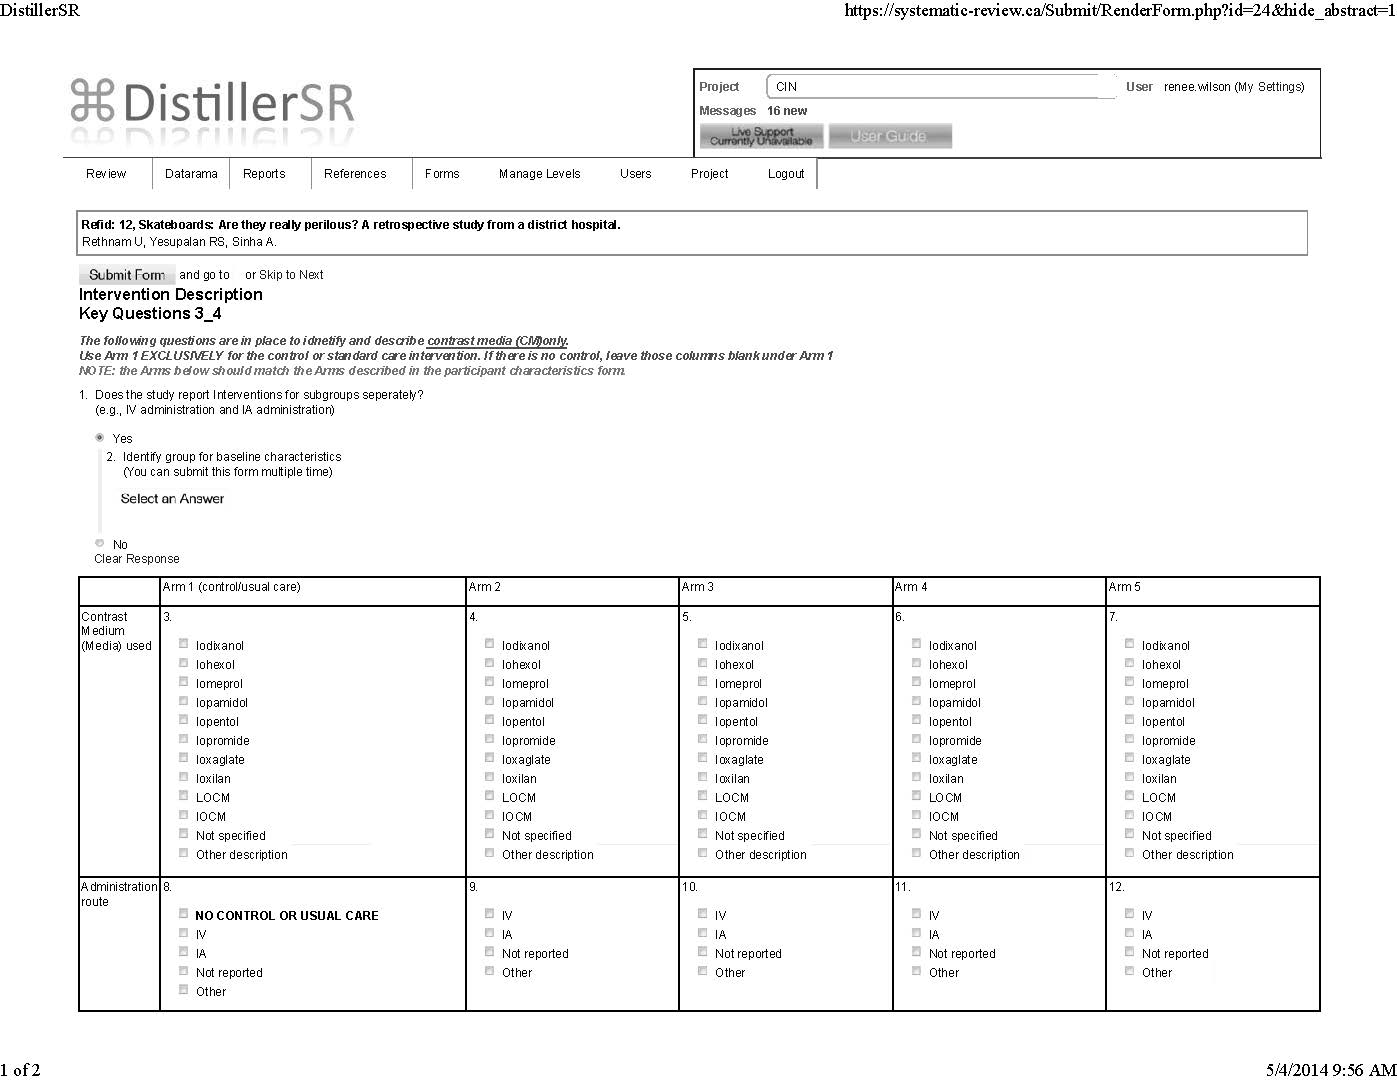 DistillerSR https://systematic-review.ca/Submit/RenderForm.php?id=24&hide_abstract=1
⌘DistillerSR
Project CIN User renee.wilson (My Settings)
Messages 16 new
Live Support
Currently Unavailable
User Guide
Review Datarama Reports References Forms Manage Levels Users Project Logout
Refid: 12, Skateboards: Are they really perilous? A retrospective study from a district hospital.
Rethnam U, Yesupalan RS, Sinha A.
Submit Form and go to or Skip to Next
Intervention Description
Key Questions 3_4
The following questions are in place to idnetify and describe contrast media (CM)only.
Use Arm 1 EXCLUSIVELY for the control or standard care intervention. If there is no control, leave those columns blank under Arm 1
NOTE: the Arms below should match the Arms described in the participant characteristics form.
1. Does the study report Interventions for subgroups seperately?
(e.g., IV administration and IA administration)
Yes
2. Identify group for baseline characteristics
(You can submit this form multiple time)
Select an Answer
No
Clear Response
Arm 1 (control/usual care) Arm 2 Arm 3 Arm 4 Arm 5
Contrast Medium (Media) used
3. 4. 5. 6. 7.
Iodixanol Iodixanol Iodixanol Iodixanol Iodixanol
Iohexol Iohexol Iohexol Iohexol Iohexol
Iomeprol Iomeprol Iomeprol Iomeprol Iomeprol
Iopamidol Iopamidol Iopamidol Iopamidol Iopamidol
Iopentol Iopentol Iopentol Iopentol Iopentol
Iopromide Iopromide Iopromide Iopromide Iopromide
Ioxaglate Ioxaglate Ioxaglate Ioxaglate Ioxaglate
Ioxilan Ioxilan Ioxilan Ioxilan Ioxilan
LOCM LOCM LOCM LOCM LOCM
IOCM IOCM IOCM IOCM IOCM
Not specified Not specified Not specified Not specified Not specified
Other description Other description Other description Other description Other description
Administration route
8. 9. 10. 11. 12.
NO CONTROL OR USUAL CARE IV IV IV IV
IV IA IA IA IA
IA Not reported Not reported Not reported Not reported
Not reported Other Other Other Other
Other
1 of 2 5/4/2014 9:56 AM